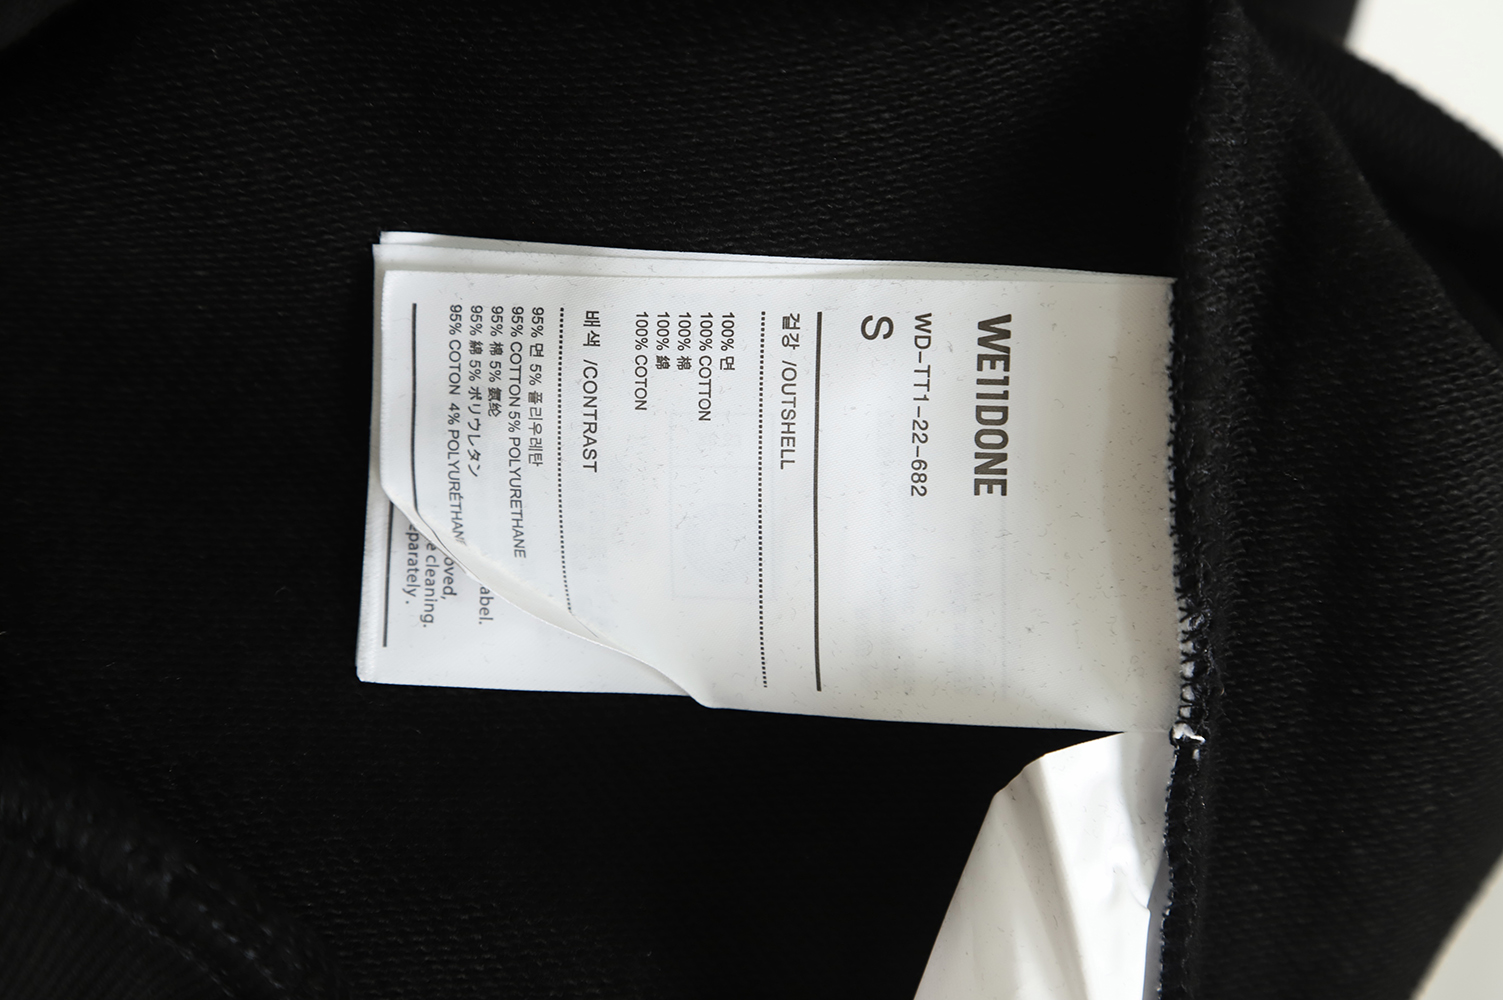 WE11DONE
WD-TT1-22-682
S
겉감 /OUTSHELL
100% 면
100% COTTON
100% 棉
100% 綿
100% COTON
배색 /CONTRAST
95% 면 5% 폴리우레탄
95% COTTON 5% POLYURETHANE
95% 棉 5% 氨纶
95% 綿 5% ポリウレタン
95% COTON 4% POLYURÉTHAN
abel.
oved,
e cleaning.
eparately.